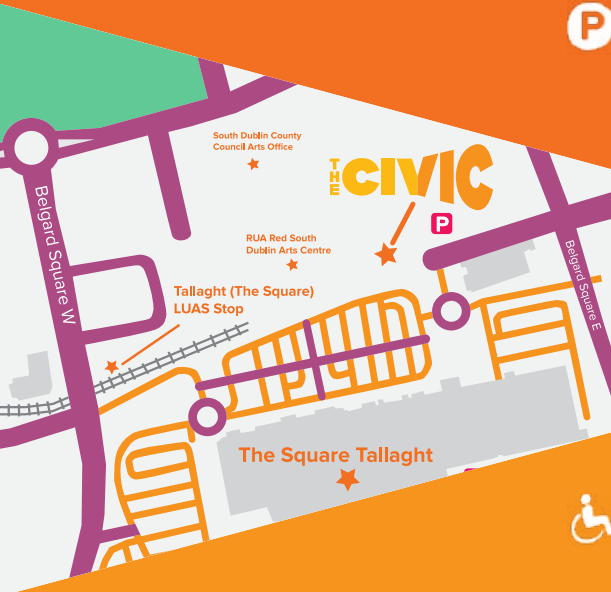 P
South Dublin County
Council Arts Office
THE CIVIC
P
RUA Red South
Dublin Arts Centre
Belgard Square W
Belgard Square E
Tallaght (The Square)
LUAS Stop
The Square Tallaght